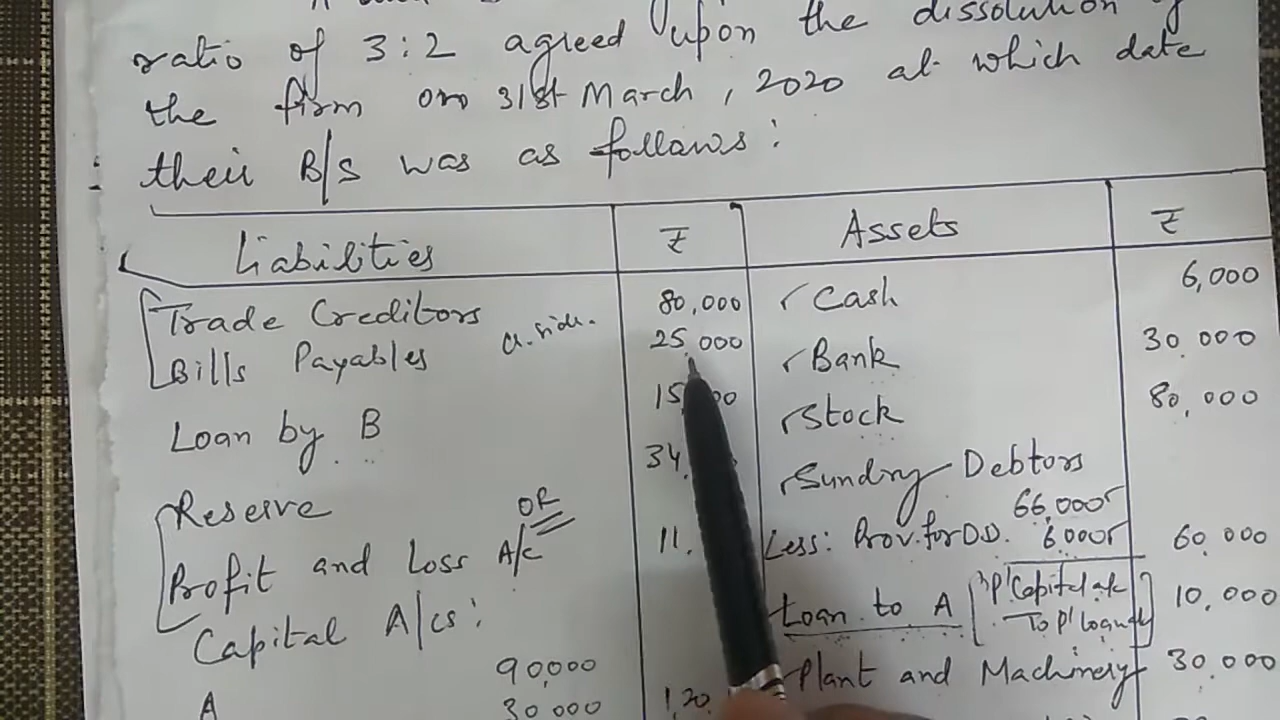 ratio of 3:2 agreed upon the dissolution of
the firm on 31st March, 2020 at which date
their B/S was as follows:
Liabilities ₹ Assets ₹
Trade Creditors 80,000 Cash 6,000
Bills Payables 25,000 Bank 30,000
Loan by B Stock 80,000
Reserve Sundry Debtors 66,000
Profit and Loss A/c OR Less: Prov. for D.D. 6000 60,000
Capital A/cs: Loan to A 10,000
90,000 Plant and Machinery 30,000
A 30,000